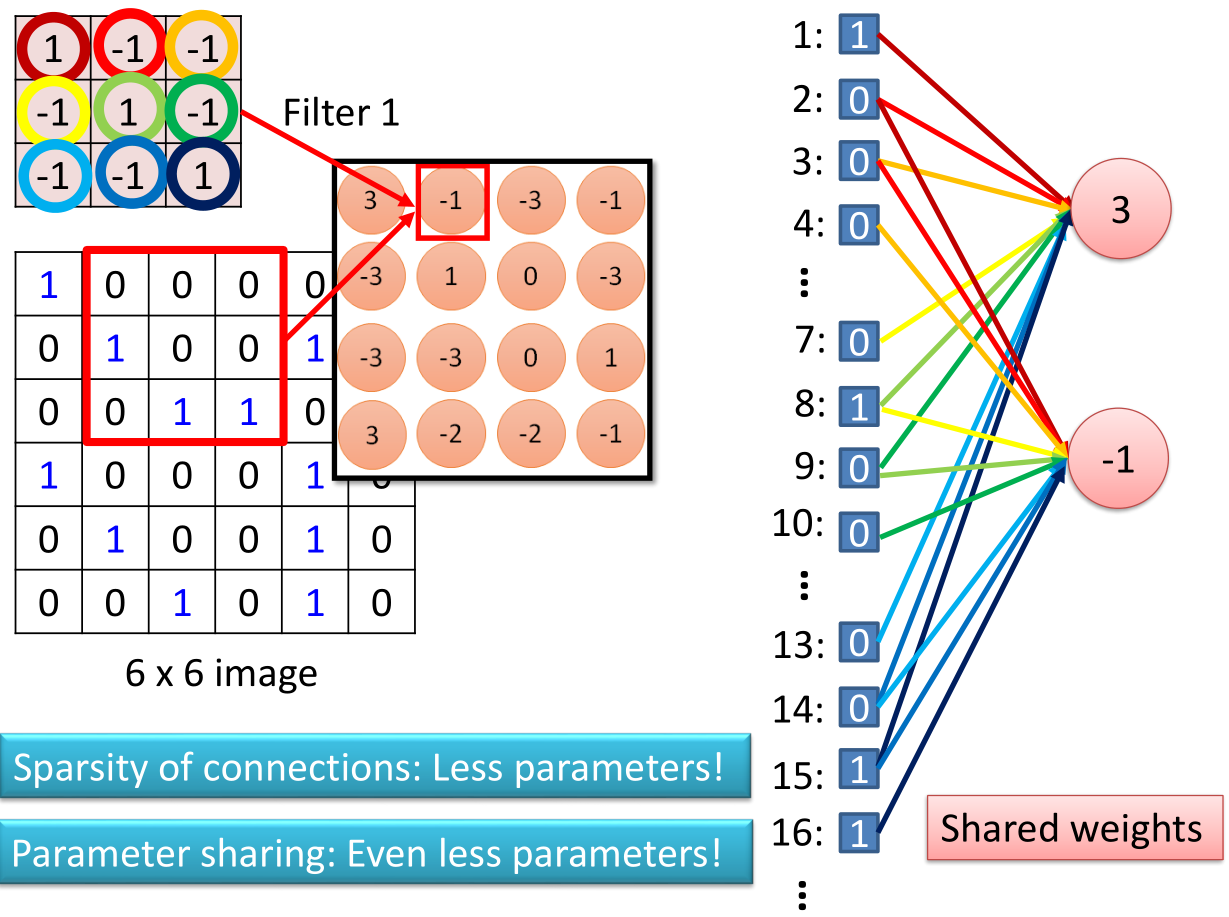 1 -1 -1
-1 1 -1
-1 -1 1
Filter 1
3 -1 -3 -1
-3 1 0 -3
-3 -3 0 1
3 -2 -2 -1
1 0 0 0 0
0 1 0 0 1
0 0 1 1 0
1 0 0 0 1
0 1 0 0 1 0
0 0 1 0 1 0
6 x 6 image
Sparsity of connections: Less parameters!
Parameter sharing: Even less parameters!
1: 1
2: 0
3: 0
4: 0
⋮
7: 0
8: 1
9: 0
10: 0
⋮
13: 0
14: 0
15: 1
16: 1
⋮
3
-1
Shared weights